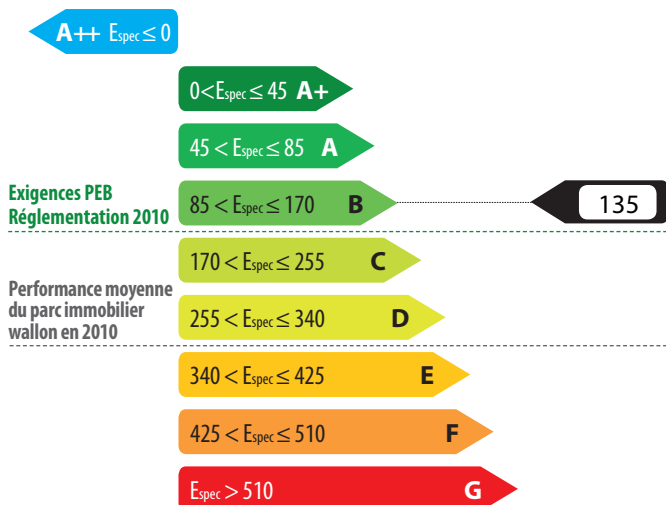 A++ Espec ≤ 0
0<Espec ≤ 45 A+
45 < Espec ≤ 85 A
Exigences PEB
Réglementation 2010
85 < Espec ≤ 170 B
135
170 < Espec ≤ 255 C
Performance moyenne
du parc immobilier
wallon en 2010
255 < Espec ≤ 340 D
340 < Espec ≤ 425 E
425 < Espec ≤ 510 F
Espec > 510 G